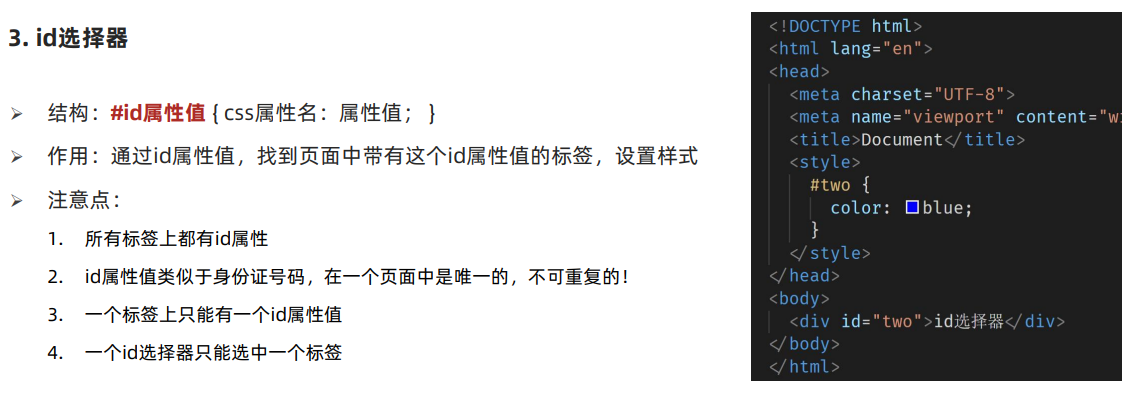 3. id选择器
结构：#id属性值 { css属性名：属性值； }
作用：通过id属性值，找到页面中带有这个id属性值的标签，设置样式
注意点：
1. 所有标签上都有id属性
2. id属性值类似于身份证号码，在一个页面中是唯一的，不可重复的！
3. 一个标签上只能有一个id属性值
4. 一个id选择器只能选中一个标签
<!DOCTYPE html>
<html lang="en">
<head>
<meta charset="UTF-8">
<meta name="viewport" content="wi
<title>Document</title>
<style>
#two {
color: blue;
}
</style>
</head>
<body>
<div id="two">id选择器</div>
</body>
</html>